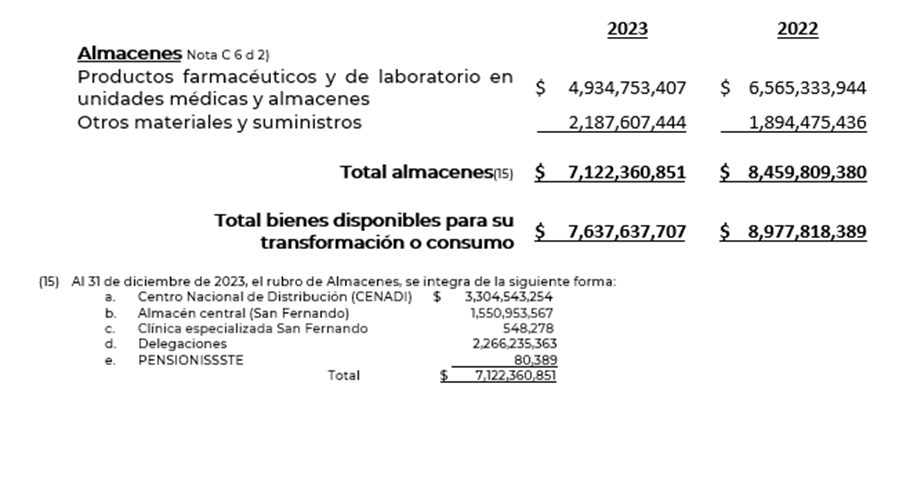 2023 2022
Almacenes Nota C 6 d 2)
Productos farmacéuticos y de laboratorio en
unidades médicas y almacenes $ 4,934,753,407 $ 6,565,333,944
Otros materiales y suministros 2,187,607,444 1,894,475,436
Total almacenes(15) $ 7,122,360,851 $ 8,459,809,380
Total bienes disponibles para su
transformación o consumo $ 7,637,637,707 $ 8,977,818,389
(15) Al 31 de diciembre de 2023, el rubro de Almacenes, se integra de la siguiente forma:
a. Centro Nacional de Distribución (CENADI) $ 3,304,543,254
b. Almacén central (San Fernando) 1,550,953,567
c. Clínica especializada San Fernando 548,278
d. Delegaciones 2,266,235,363
e. PENSIONISSSTE 80,389
Total $ 7,122,360,851